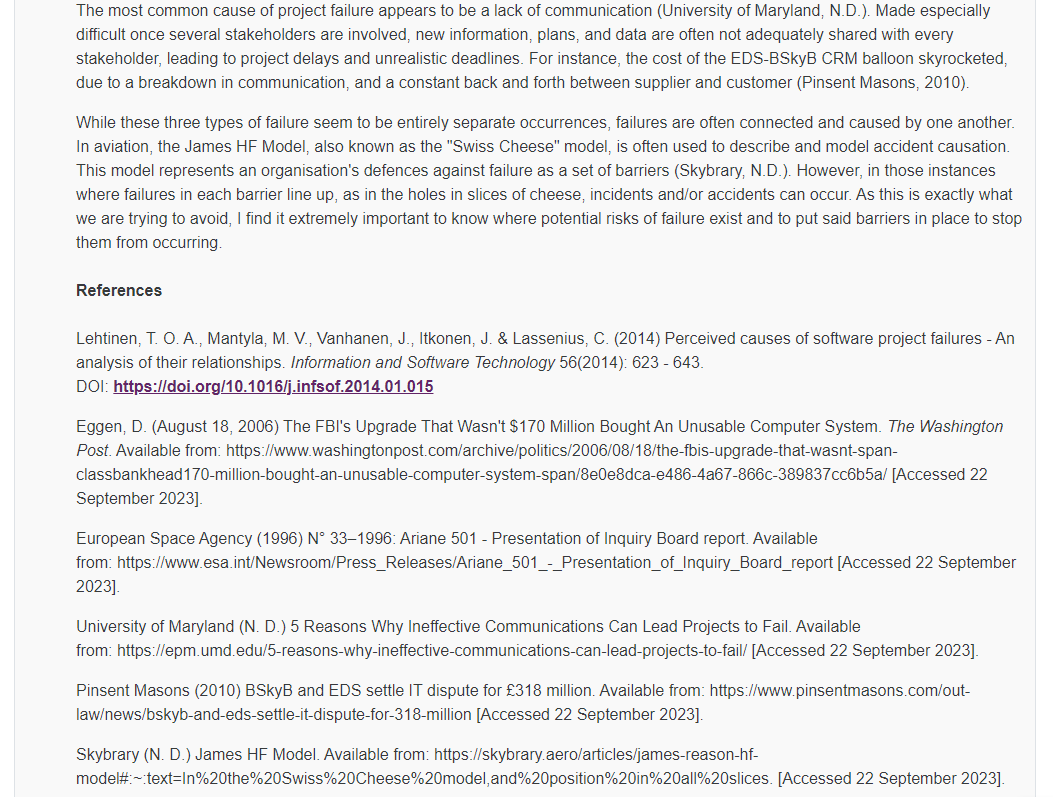 The most common cause of project failure appears to be a lack of communication (University of Maryland, N.D.). Made especially
difficult once several stakeholders are involved, new information, plans, and data are often not adequately shared with every
stakeholder, leading to project delays and unrealistic deadlines. For instance, the cost of the EDS-BSkyB CRM balloon skyrocketed,
due to a breakdown in communication, and a constant back and forth between supplier and customer (Pinsent Masons, 2010).
While these three types of failure seem to be entirely separate occurrences, failures are often connected and caused by one another.
In aviation, the James HF Model, also known as the "Swiss Cheese" model, is often used to describe and model accident causation.
This model represents an organisation's defences against failure as a set of barriers (Skybrary, N.D.). However, in those instances
where failures in each barrier line up, as in the holes in slices of cheese, incidents and/or accidents can occur. As this is exactly what
we are trying to avoid, I find it extremely important to know where potential risks of failure exist and to put said barriers in place to stop
them from occurring.
References
Lehtinen, T. O. A., Mantyla, M. V., Vanhanen, J., Itkonen, J. & Lassenius, C. (2014) Perceived causes of software project failures - An
analysis of their relationships. Information and Software Technology 56(2014): 623 - 643.
DOI: https://doi.org/10.1016/j.infsof.2014.01.015
Eggen, D. (August 18, 2006) The FBI's Upgrade That Wasn't $170 Million Bought An Unusable Computer System. The Washington
Post. Available from: https://www.washingtonpost.com/archive/politics/2006/08/18/the-fbis-upgrade-that-wasnt-span-
classbankhead170-million-bought-an-unusable-computer-system-span/8e0e8dca-e486-4a67-866c-389837cc6b5a/ [Accessed 22
September 2023].
European Space Agency (1996) N° 33–1996: Ariane 501 - Presentation of Inquiry Board report. Available
from: https://www.esa.int/Newsroom/Press_Releases/Ariane_501_-_Presentation_of_Inquiry_Board_report [Accessed 22 September
2023].
University of Maryland (N. D.) 5 Reasons Why Ineffective Communications Can Lead Projects to Fail. Available
from: https://epm.umd.edu/5-reasons-why-ineffective-communications-can-lead-projects-to-fail/ [Accessed 22 September 2023].
Pinsent Masons (2010) BSkyB and EDS settle IT dispute for £318 million. Available from: https://www.pinsentmasons.com/out-
law/news/bskyb-and-eds-settle-it-dispute-for-318-million [Accessed 22 September 2023].
Skybrary (N. D.) James HF Model. Available from: https://skybrary.aero/articles/james-reason-hf-
model#:~:text=In%20the%20Swiss%20Cheese%20model,and%20position%20in%20all%20slices. [Accessed 22 September 2023].